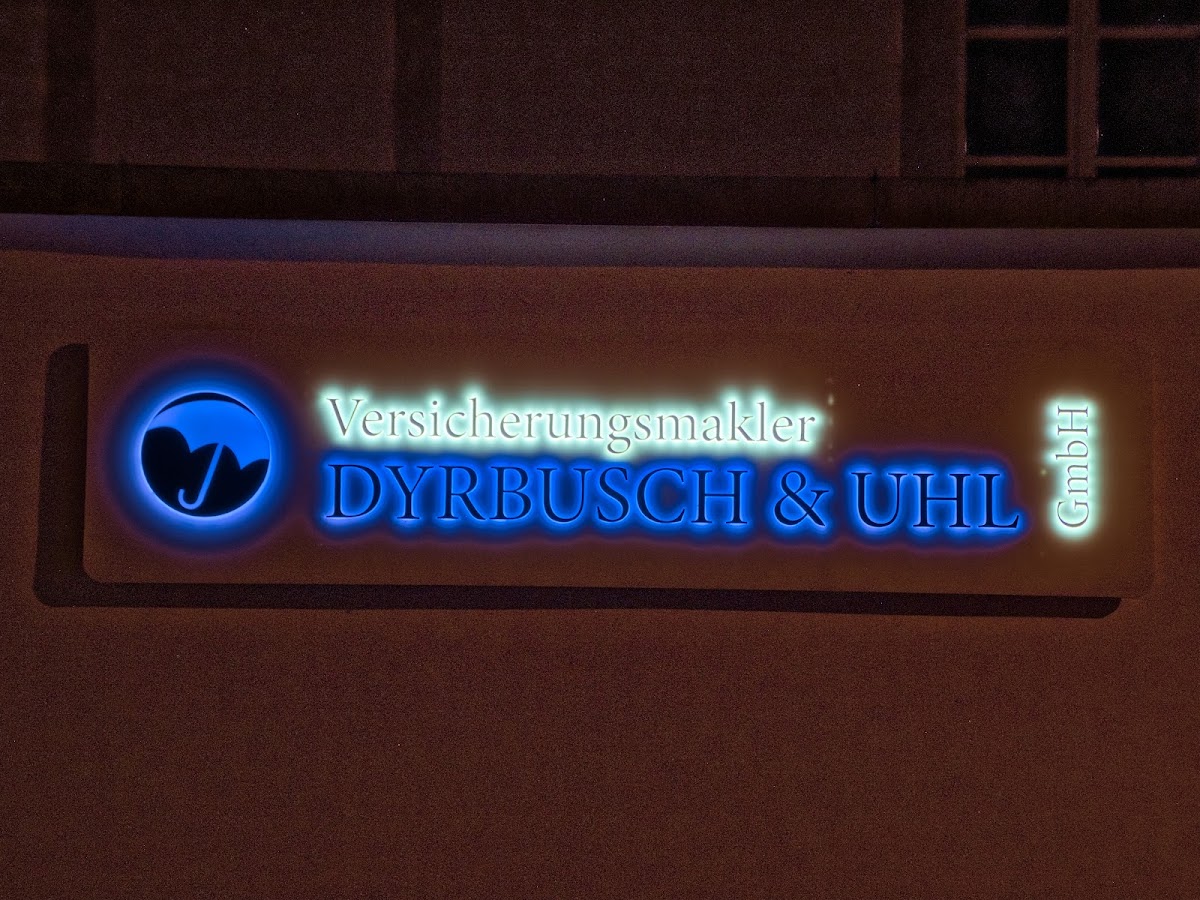 Versicherungsmakler
DYRBUSCH & UHL
GmbH